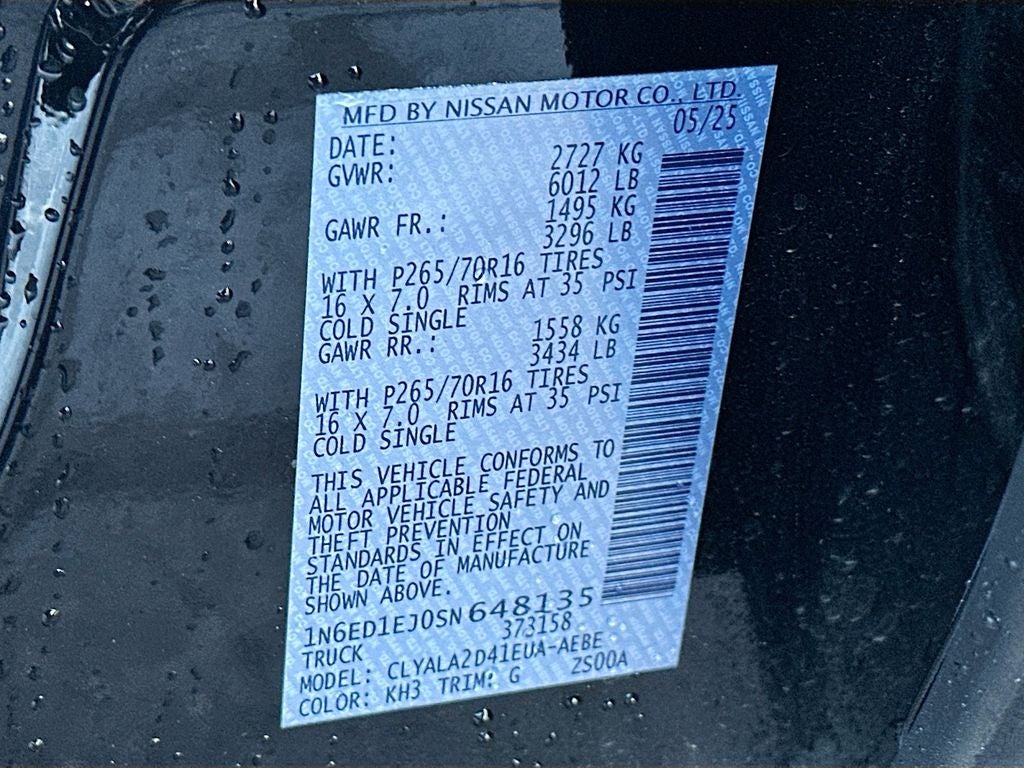 MFD BY NISSAN MOTOR CO., LTD.
DATE: 05/25
GVWR: 2727 KG
6012 LB
GAWR FR.: 1495 KG
3296 LB
WITH P265/70R16 TIRES
16 X 7.0 RIMS AT 35 PSI
COLD SINGLE
GAWR RR.: 1558 KG
3434 LB
WITH P265/70R16 TIRES
16 X 7.0 RIMS AT 35 PSI
COLD SINGLE
THIS VEHICLE CONFORMS TO
ALL APPLICABLE FEDERAL
MOTOR VEHICLE SAFETY AND
THEFT PREVENTION
STANDARDS IN EFFECT ON
THE DATE OF MANUFACTURE
SHOWN ABOVE.
1N6ED1EJ0SN648135
TRUCK 373158
MODEL: CLYALA2D41EUA-AEBE
COLOR: KH3 TRIM: G ZS00A